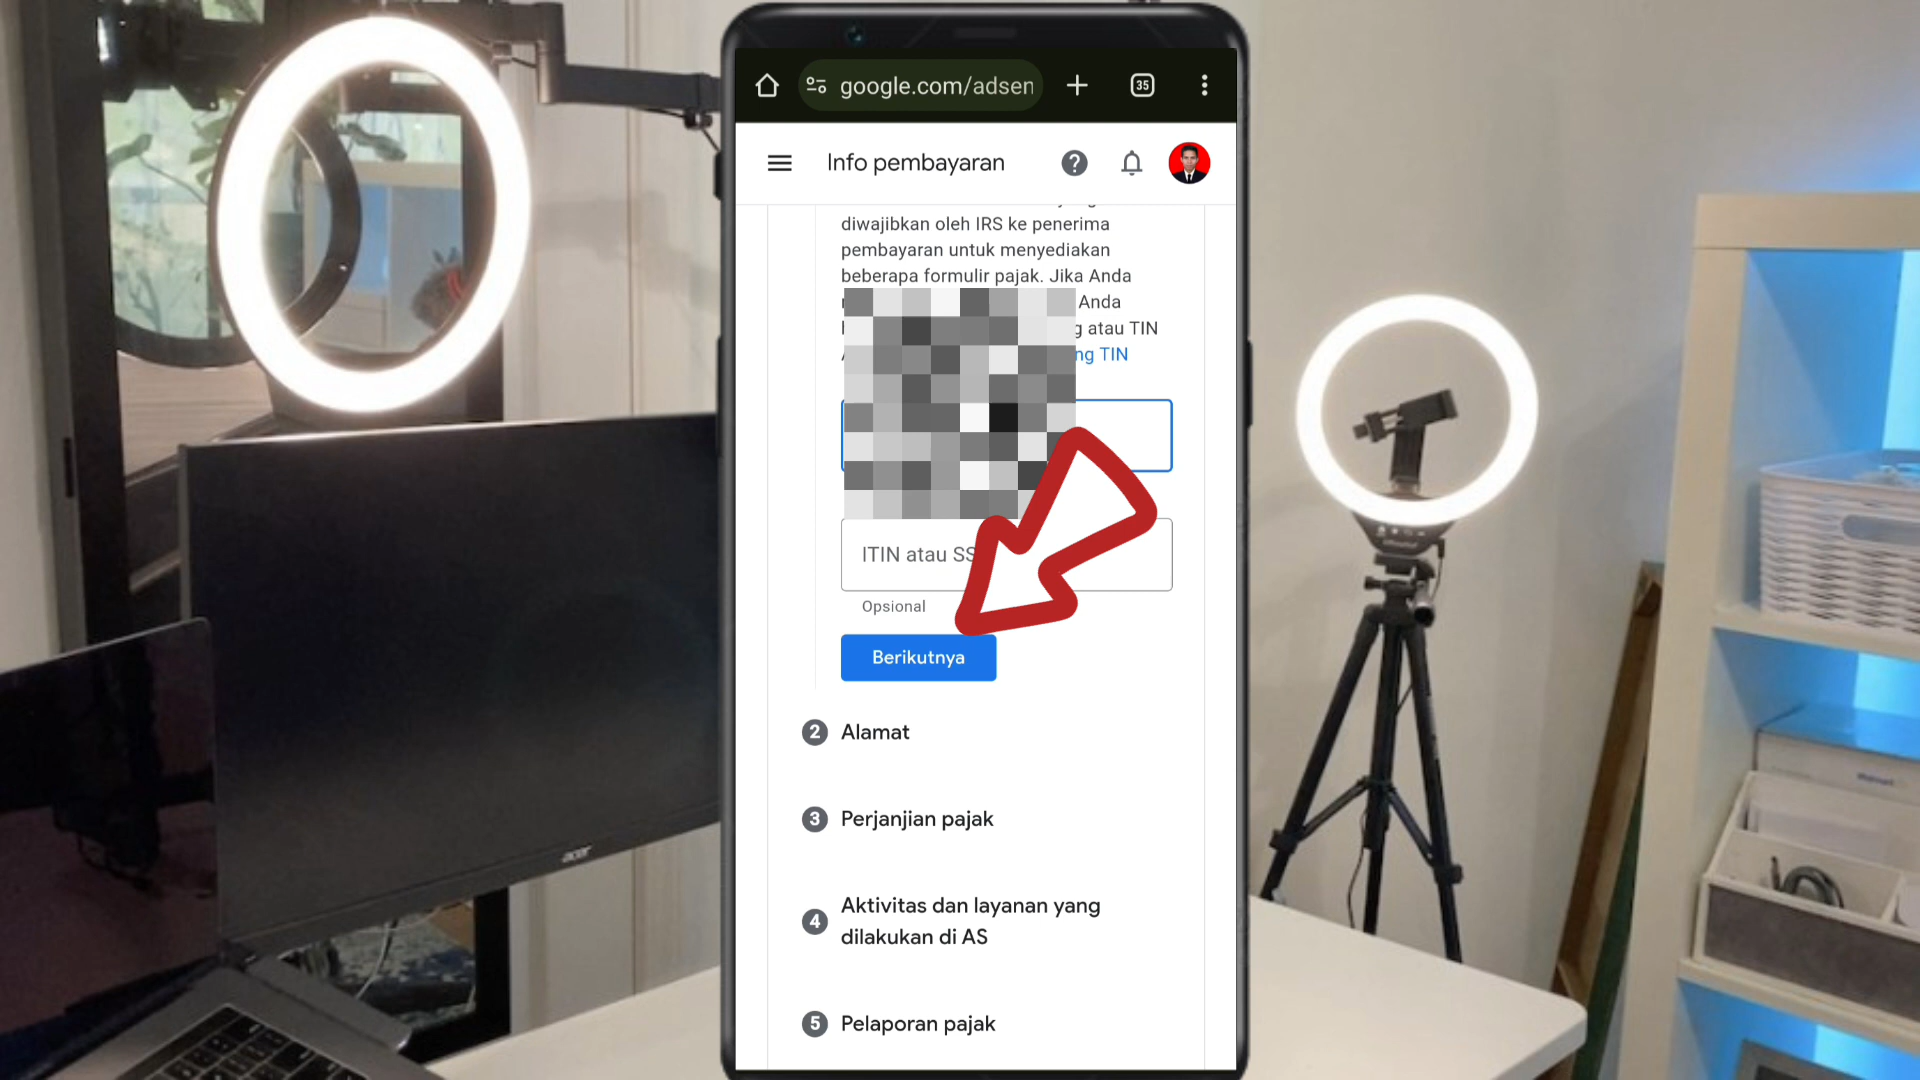 google.com/adsen
35
Info pembayaran
diwajibkan oleh IRS ke penerima
pembayaran untuk menyediakan
beberapa formulir pajak. Jika Anda
Anda
atau TIN
TIN
ITIN atau
Opsional
Berikutnya
2 Alamat
3 Perjanjian pajak
4 Aktivitas dan layanan yang
dilakukan di AS
5 Pelaporan pajak
acer